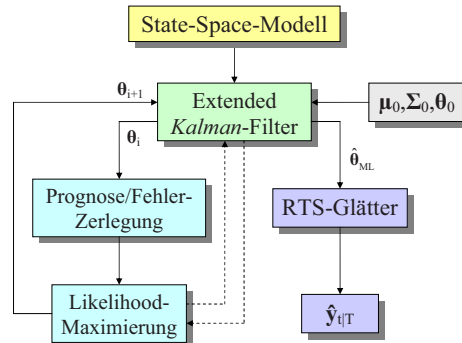 State-Space-Modell
θi+1
Extended
Kalman-Filter
μ0,Σ0,θ0
θi
θ̂ML
Prognose/Fehler-
Zerlegung
RTS-Glätter
Likelihood-
Maximierung
ŷt|T